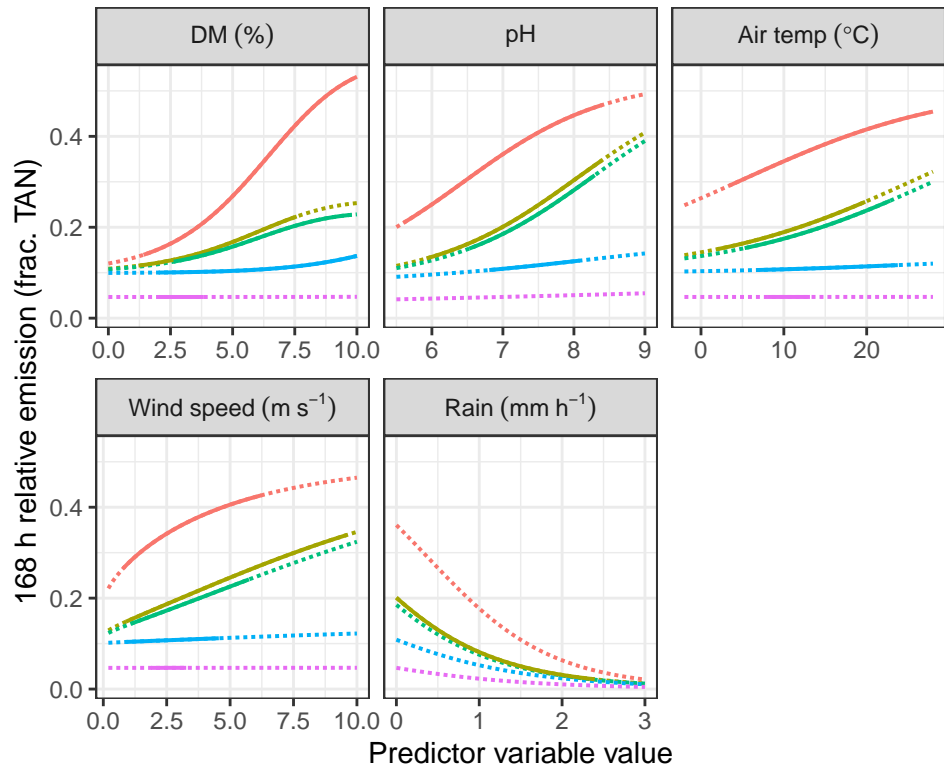 DM (%)
pH
Air temp (°C)
168 h relative emission (frac. TAN)
0.4
0.2
0.0
0.0 2.5 5.0 7.5 10.0
6 7 8 9
0 10 20
Wind speed (m s⁻¹)
Rain (mm h⁻¹)
0.4
0.2
0.0
0.0 2.5 5.0 7.5 10.0
0 1 2 3
Predictor variable value